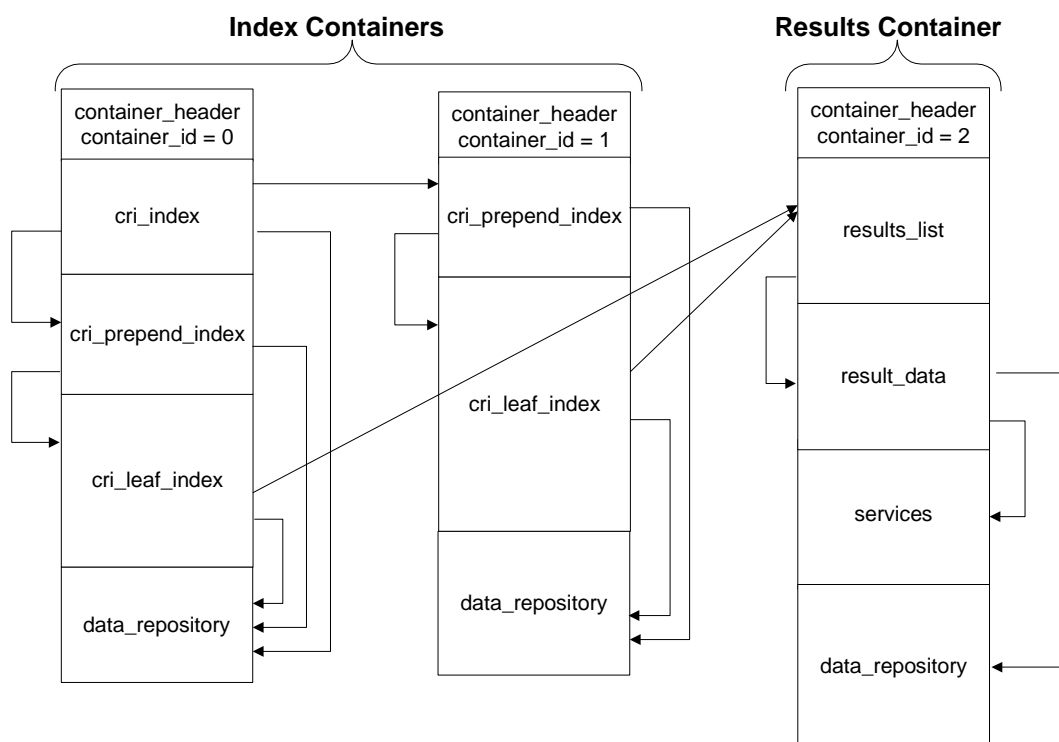 Index Containers
Results Container
container_header
container_id = 0
cri_index
cri_prepend_index
cri_leaf_index
data_repository
container_header
container_id = 1
cri_prepend_index
cri_leaf_index
data_repository
container_header
container_id = 2
results_list
result_data
services
data_repository